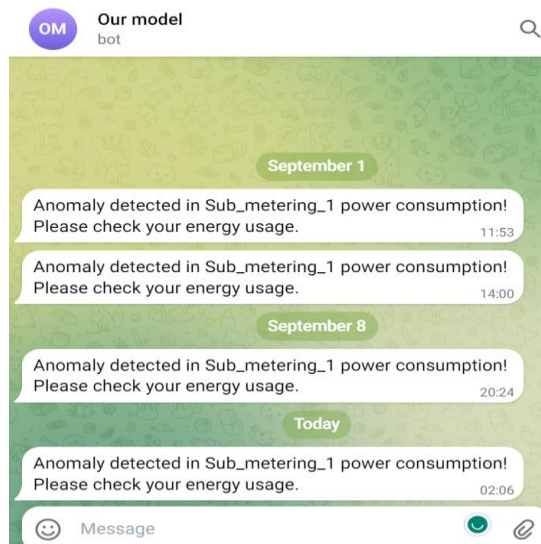 OM
Our model
bot
September 1
Anomaly detected in Sub_metering_1 power consumption!
Please check your energy usage.
11:53
Anomaly detected in Sub_metering_1 power consumption!
Please check your energy usage.
14:00
September 8
Anomaly detected in Sub_metering_1 power consumption!
Please check your energy usage.
20:24
Today
Anomaly detected in Sub_metering_1 power consumption!
Please check your energy usage.
02:06
Message